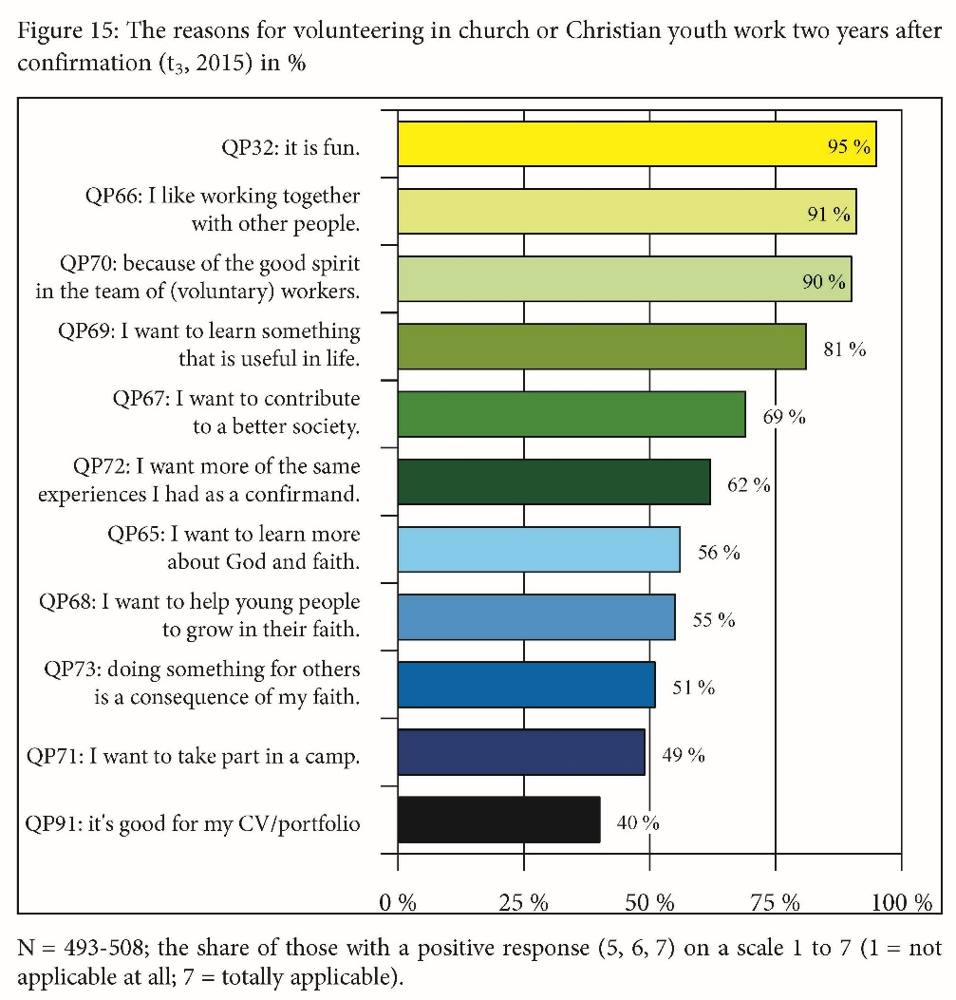 Figure 15: The reasons for volunteering in church or Christian youth work two years after
confirmation (t3, 2015) in %
QP32: it is fun.
95 %
QP66: I like working together
with other people.
91 %
QP70: because of the good spirit
in the team of (voluntary) workers.
90 %
QP69: I want to learn something
that is useful in life.
81 %
QP67: I want to contribute
to a better society.
69 %
QP72: I want more of the same
experiences I had as a confirmand.
62 %
QP65: I want to learn more
about God and faith.
56 %
QP68: I want to help young people
to grow in their faith.
55 %
QP73: doing something for others
is a consequence of my faith.
51 %
QP71: I want to take part in a camp.
49 %
QP91: it's good for my CV/portfolio
40 %
0 % 25 % 50 % 75 % 100 %
N = 493-508; the share of those with a positive response (5, 6, 7) on a scale 1 to 7 (1 = not
applicable at all; 7 = totally applicable).